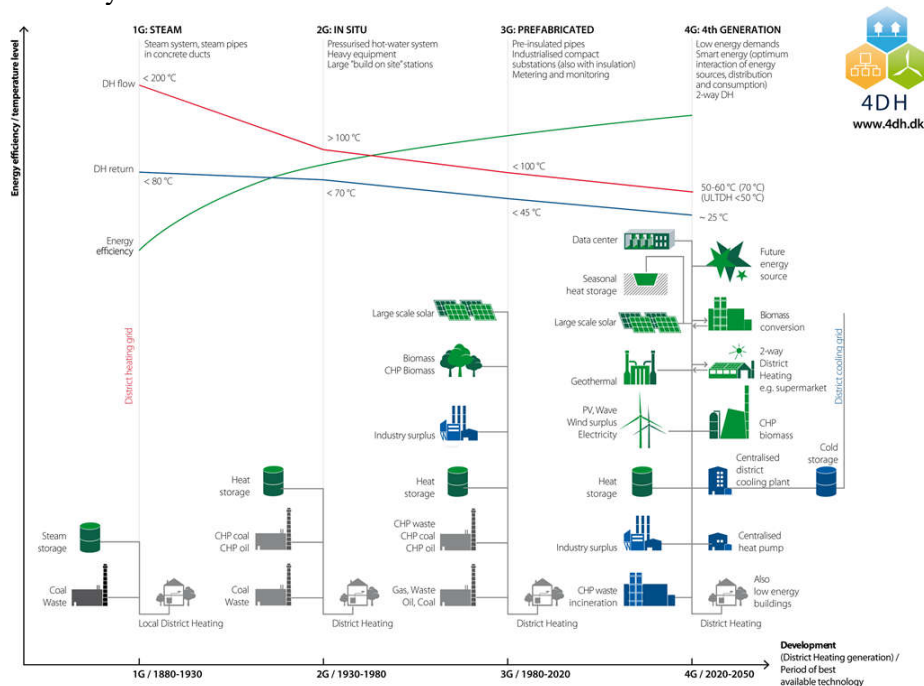 1G: STEAM
Steam system, steam pipes
in concrete ducts
2G: IN SITU
Pressurised hot-water system
Heavy equipment
Large "build on site" stations
3G: PREFABRICATED
Pre-insulated pipes
Industrialised compact
substations (also with insulation)
Metering and monitoring
4G: 4th GENERATION
Low energy demands
Smart energy (optimum
interaction of energy
sources, distribution
and consumption)
2-way DH
4DH
www.4dh.dk
Energy efficiency / temperature level
DH flow
< 200 °C
> 100 °C
< 100 °C
50-60 °C (70 °C)
(ULTDH <50 °C)
DH return
< 80 °C
< 70 °C
< 45 °C
~ 25 °C
Energy
efficiency
District heating grid
District cooling grid
Data center
Future
energy
source
Seasonal
heat storage
Large scale solar
Large scale solar
Biomass
conversion
Biomass
CHP Biomass
Geothermal
2-way
District
Heating
e.g. supermarket
Industry surplus
PV, Wave
Wind surplus
Electricity
CHP
biomass
Heat
storage
Heat
storage
Heat
storage
Centralised
district
cooling plant
Cold
storage
Steam
storage
CHP coal
CHP oil
CHP waste
CHP coal
CHP oil
Industry surplus
Centralised
heat pump
Coal
Waste
Local District Heating
Coal
Waste
District Heating
Gas, Waste
Oil, Coal
District Heating
CHP waste
incineration
Also
low energy
buildings
District Heating
1G / 1880-1930
2G / 1930-1980
3G / 1980-2020
4G / 2020-2050
Development
(District Heating generation) /
Period of best
available technology